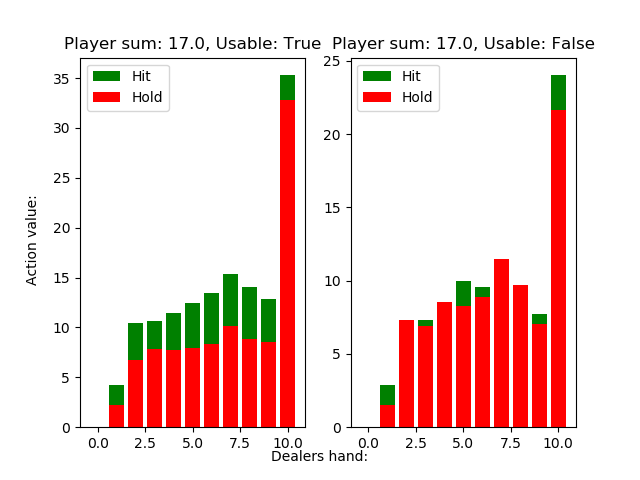 Player sum: 17.0, Usable: True
Player sum: 17.0, Usable: False
Hit
Hold
Hit
Hold
Action value:
35
30
25
20
15
10
5
0
25
20
15
10
5
0
0.0 2.5 5.0 7.5 10.0
0.0 2.5 5.0 7.5 10.0
Dealers hand: